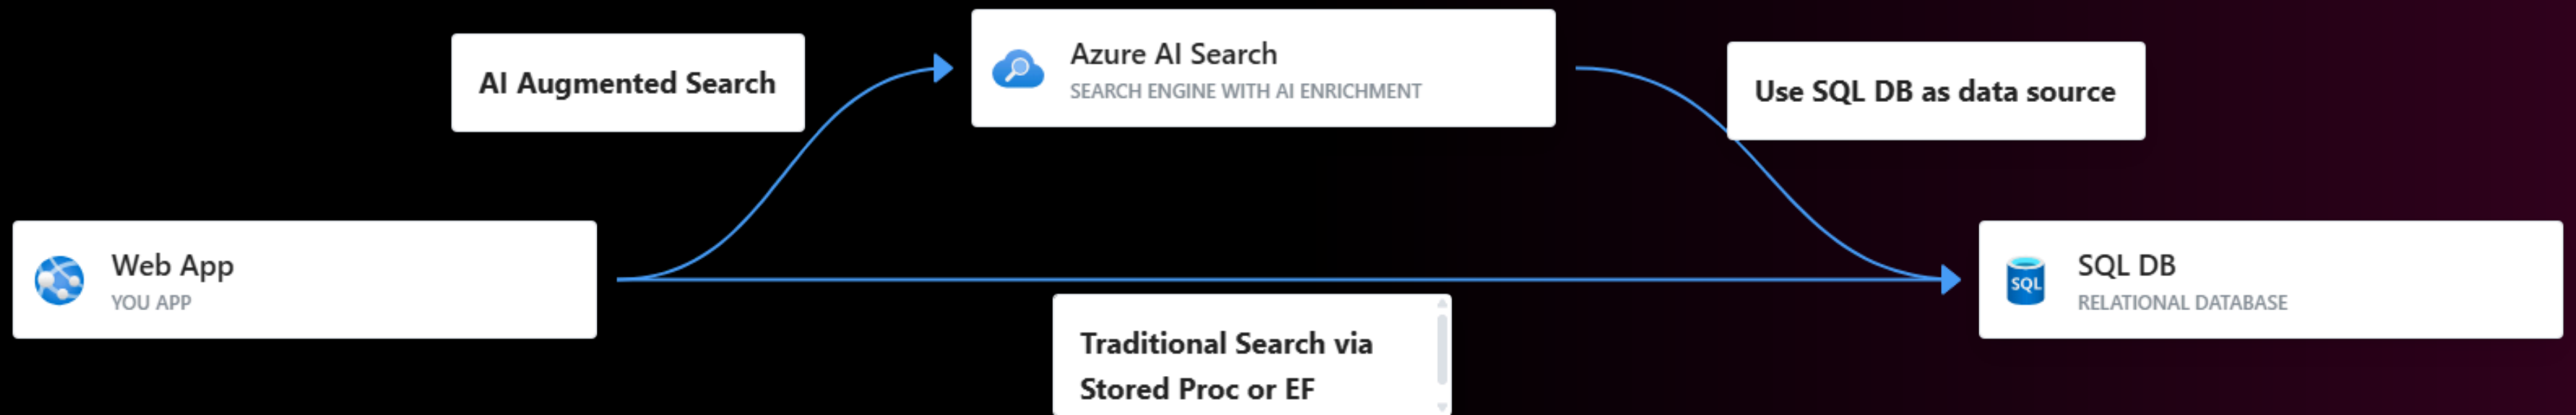 AI Augmented Search
Azure AI Search
SEARCH ENGINE WITH AI ENRICHMENT
Use SQL DB as data source
Web App
YOU APP
SQL
SQL DB
RELATIONAL DATABASE
Traditional Search via
Stored Proc or EF